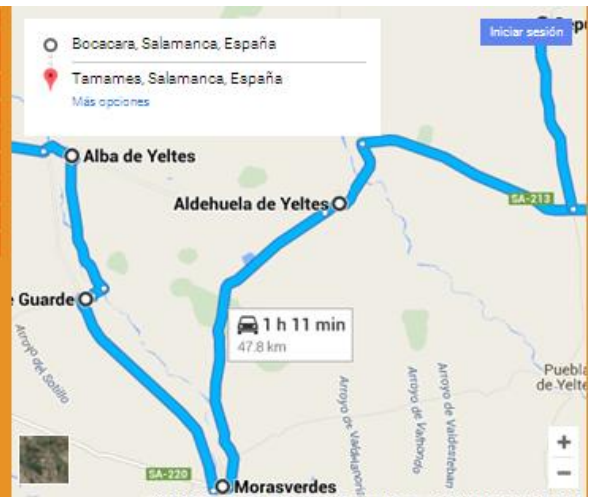 Bocacara, Salamanca, España
Tamames, Salamanca, España
Más opciones
Iniciar sesión
Alba de Yeltes
Aldehuela de Yeltes
SA-213
Guarde
1 h 11 min
47.8 km
Arroyo del Sotillo
Puebla
de Yelte
Arroyo de Valmondo
Arroyo de Valdesteban
SA-220
Morasverdes
+
−